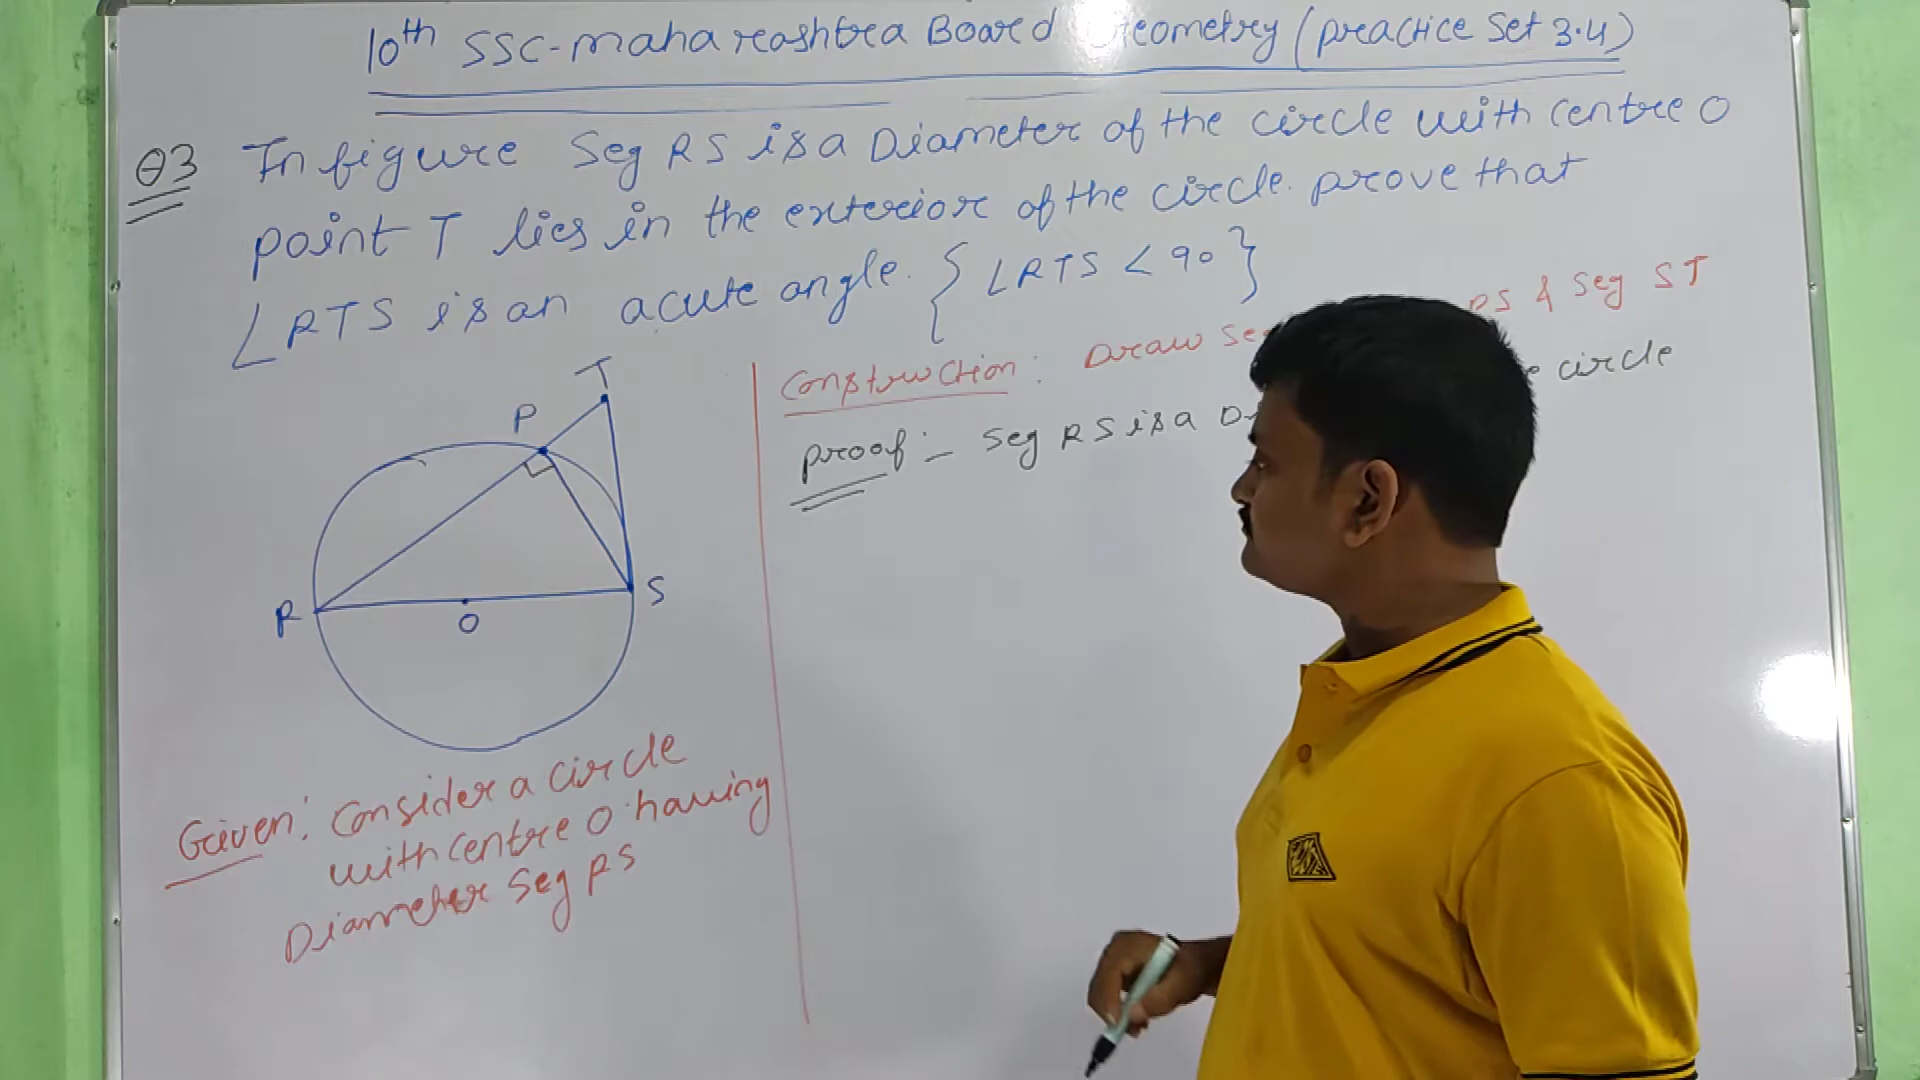 10th SSC-maharashtra Board Geometry (practice Set 3.4)
Q3 In figure Seg RS is a Diameter of the circle with centre O
point T lies in the exterior of the circle. prove that
∠RTS is an acute angle. { ∠RTS < 90 }
T
P
R
O
S
Given: Consider a circle
with centre O having
Diameter Seg RS
Construction: Draw RS & Seg ST
Proof:- Seg RS is a circle